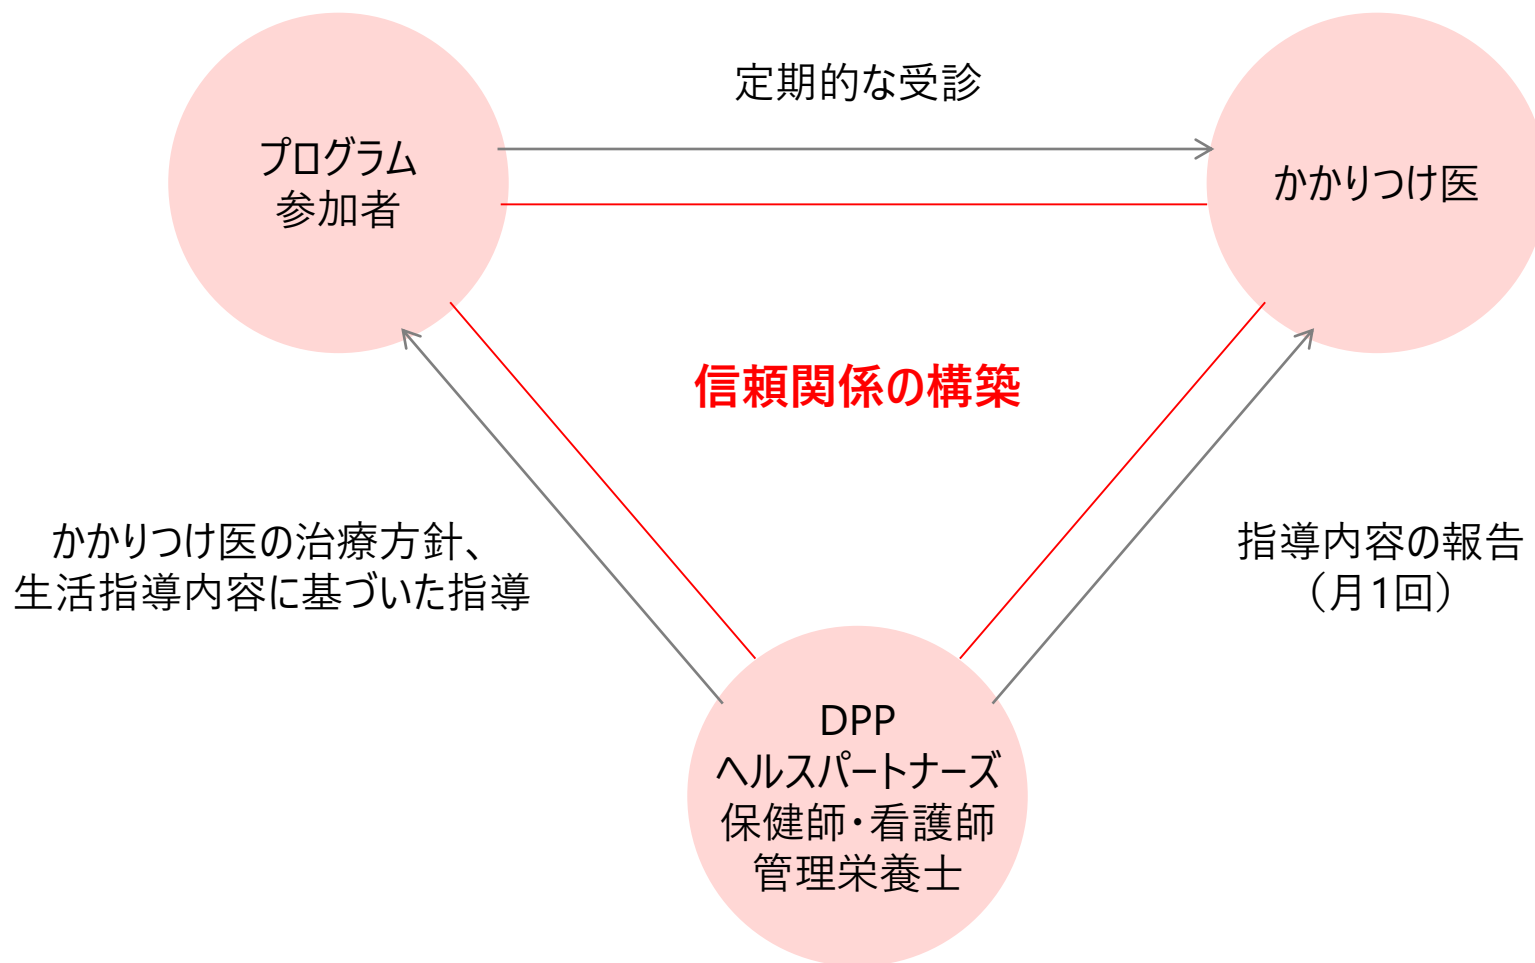 定期的な受診
プログラム
参加者
かかりつけ医
信頼関係の構築
かかりつけ医の治療方針、
生活指導内容に基づいた指導
指導内容の報告
（月1回）
DPP
ヘルスパートナーズ
保健師・看護師
管理栄養士